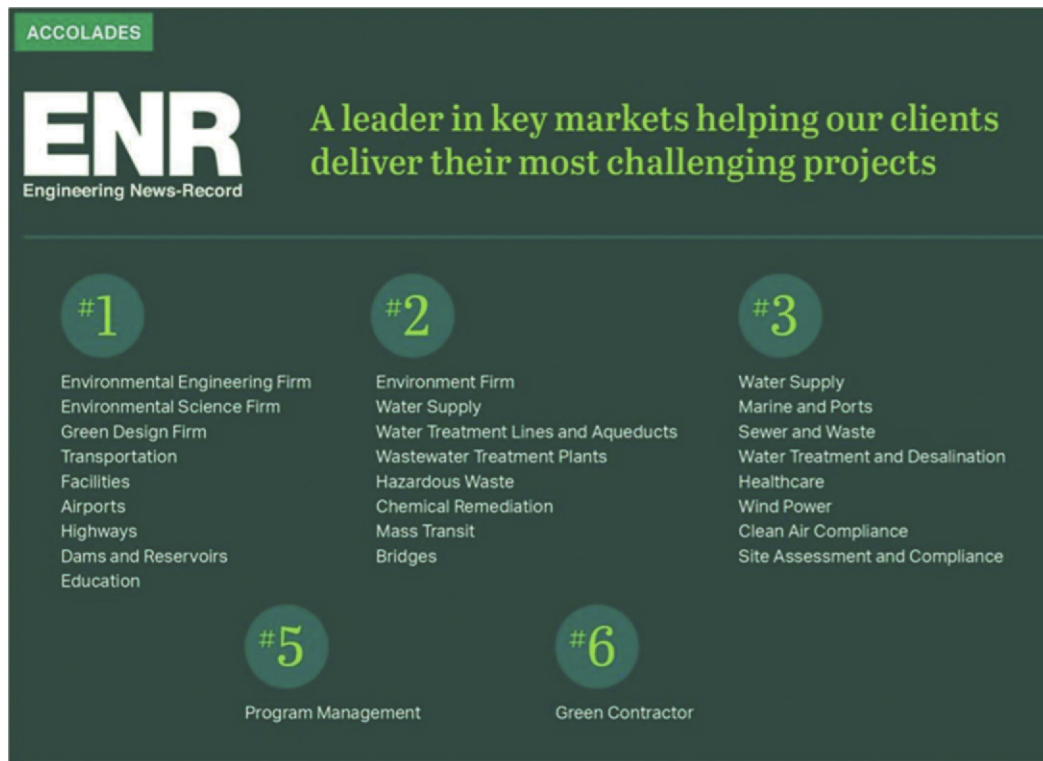 ACCOLADES
ENR
Engineering News-Record
A leader in key markets helping our clients
deliver their most challenging projects
#1
Environmental Engineering Firm
Environmental Science Firm
Green Design Firm
Transportation
Facilities
Airports
Highways
Dams and Reservoirs
Education
#2
Environment Firm
Water Supply
Water Treatment Lines and Aqueducts
Wastewater Treatment Plants
Hazardous Waste
Chemical Remediation
Mass Transit
Bridges
#3
Water Supply
Marine and Ports
Sewer and Waste
Water Treatment and Desalination
Healthcare
Wind Power
Clean Air Compliance
Site Assessment and Compliance
#5
Program Management
#6
Green Contractor